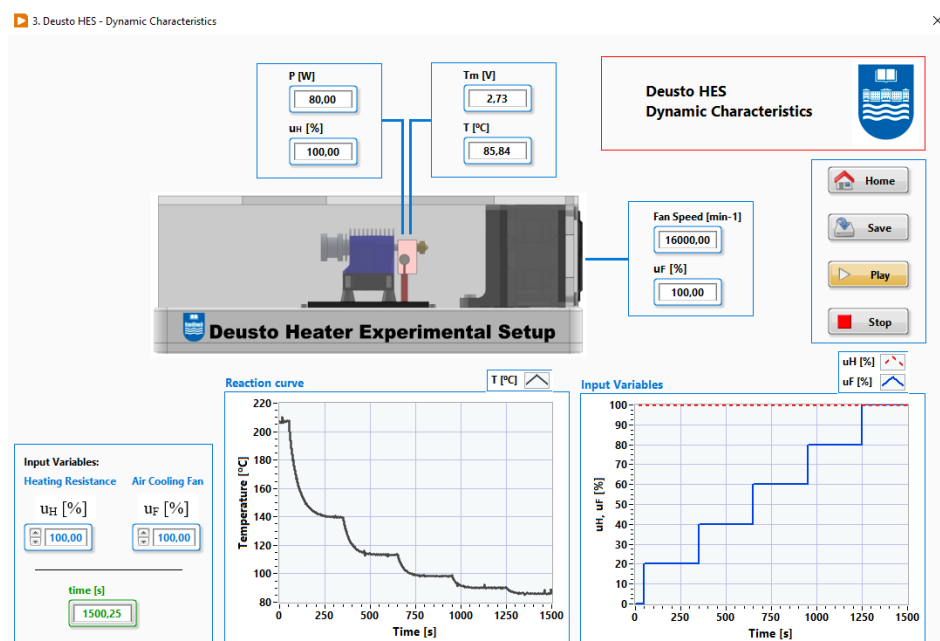 3. Deusto HES - Dynamic Characteristics
P [W]
80,00
uH [%]
100,00
Tm [V]
2,73
T [ºC]
85,84
Deusto HES
Dynamic Characteristics
Home
Save
Play
Stop
Fan Speed [min-1]
16000,00
uF [%]
100,00
Deusto Heater Experimental Setup
Input Variables:
Heating Resistance
Air Cooling Fan
uH [%]
uF [%]
100,00
100,00
time [s]
1500,25
Reaction curve
T [ºC]
220
200
180
160
140
120
100
80
Temperature [ºC]
0
250
500
750
1000
1250
1500
Time [s]
Input Variables
uH [%]
uF [%]
100
90
80
70
60
50
40
30
20
10
0
uH, uF [%]
0
250
500
750
1000
1250
1500
Time [s]